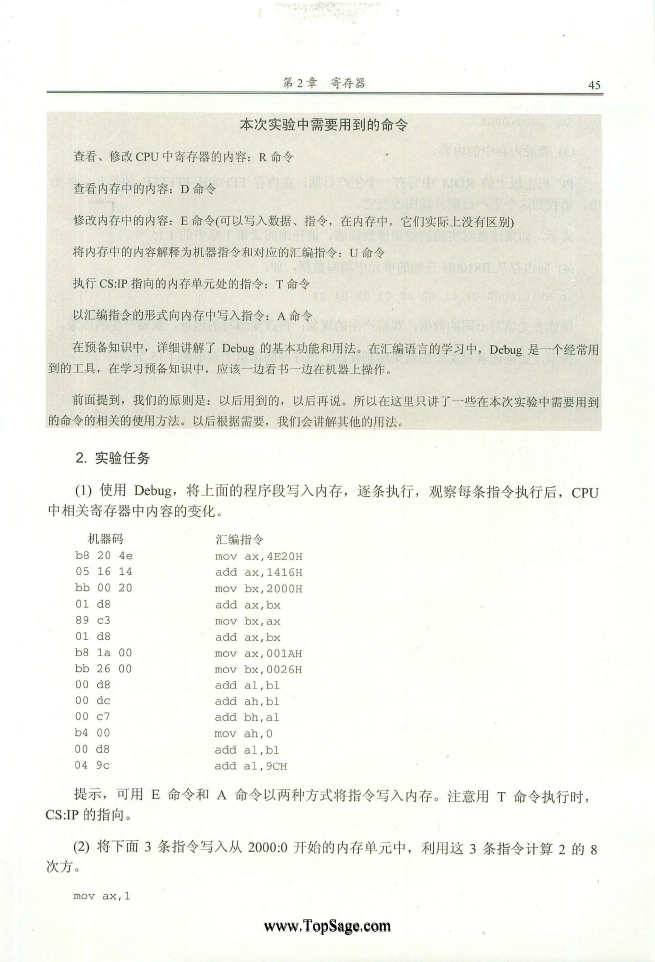 第 2 章 寄存器 45
本次实验中需要用到的命令
查看、修改 CPU 中寄存器的内容：R 命令
查看内存中的内容：D 命令
修改内存中的内容：E 命令(可以写入数据、指令，在内存中，它们实际上没有区别)
将内存中的内容解释为机器指令和对应的汇编指令：U 命令
执行 CS:IP 指向的内存单元处的指令：T 命令
以汇编指令的形式向内存中写入指令：A 命令
在预备知识中，详细讲解了 Debug 的基本功能和用法。在汇编语言的学习中，Debug 是一个经常用
到的工具，在学习预备知识中，应该一边看书一边在机器上操作。
前面提到，我们的原则是：以后用到的，以后再说。所以在这里只讲了一些在本次实验中需要用到
的命令的相关的使用方法。以后根据需要，我们会讲解其他的用法。
2. 实验任务
(1) 使用 Debug，将上面的程序段写入内存，逐条执行，观察每条指令执行后，CPU
中相关寄存器中内容的变化。
机器码 汇编指令
b8 20 4e mov ax,4E20H
05 16 14 add ax,1416H
bb 00 20 mov bx,2000H
01 d8 add ax,bx
89 c3 mov bx,ax
01 d8 add ax,bx
b8 1a 00 mov ax,001AH
bb 26 00 mov bx,0026H
00 d8 add al,bl
00 dc add ah,bl
00 c7 add bh,al
b4 00 mov ah,0
00 d8 add al,bl
04 9c add al,9CH
提示，可用 E 命令和 A 命令以两种方式将指令写入内存。注意用 T 命令执行时，
CS:IP 的指向。
(2) 将下面 3 条指令写入从 2000:0 开始的内存单元中，利用这 3 条指令计算 2 的 8
次方。
mov ax,1
www.TopSage.com